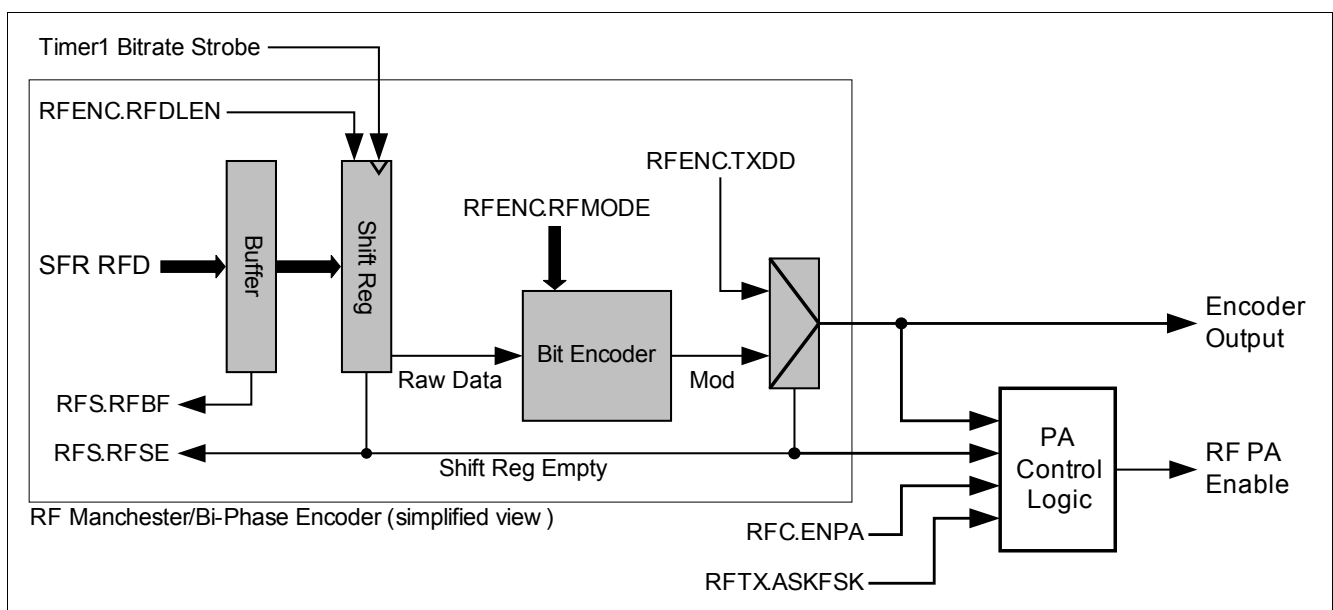 Timer1 Bitrate Strobe
RFENC.RFDLEN
RFENC.TXDD
RFENC.RFMODE
SFR RFD
Buffer
Shift Reg
Bit Encoder
Raw Data
Mod
Encoder
Output
RFS.RFBF
RFS.RFSE
Shift Reg Empty
PA
Control
Logic
RF PA
Enable
RF Manchester/Bi-Phase Encoder (simplified view )
RFC.ENPA
RFTX.ASKFSK